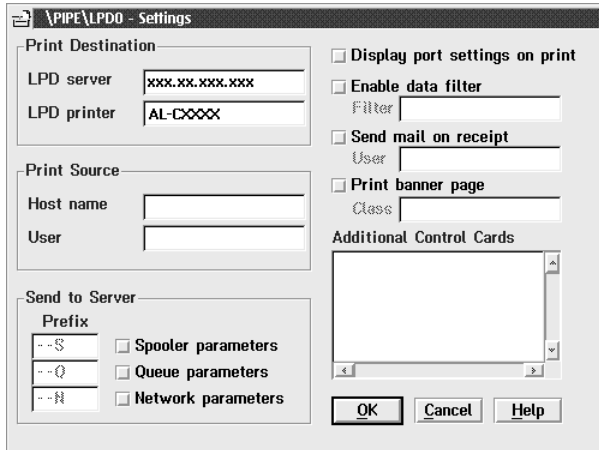 \PIPE\LPD0 - Settings
Print Destination
LPD server xxx.xx.xxx.xxx
LPD printer AL-CXXXX
Print Source
Host name
User
Send to Server
Prefix
--S Spooler parameters
--Q Queue parameters
--N Network parameters
Display port settings on print
Enable data filter
Filter
Send mail on receipt
User
Print banner page
Class
Additional Control Cards
OK Cancel Help